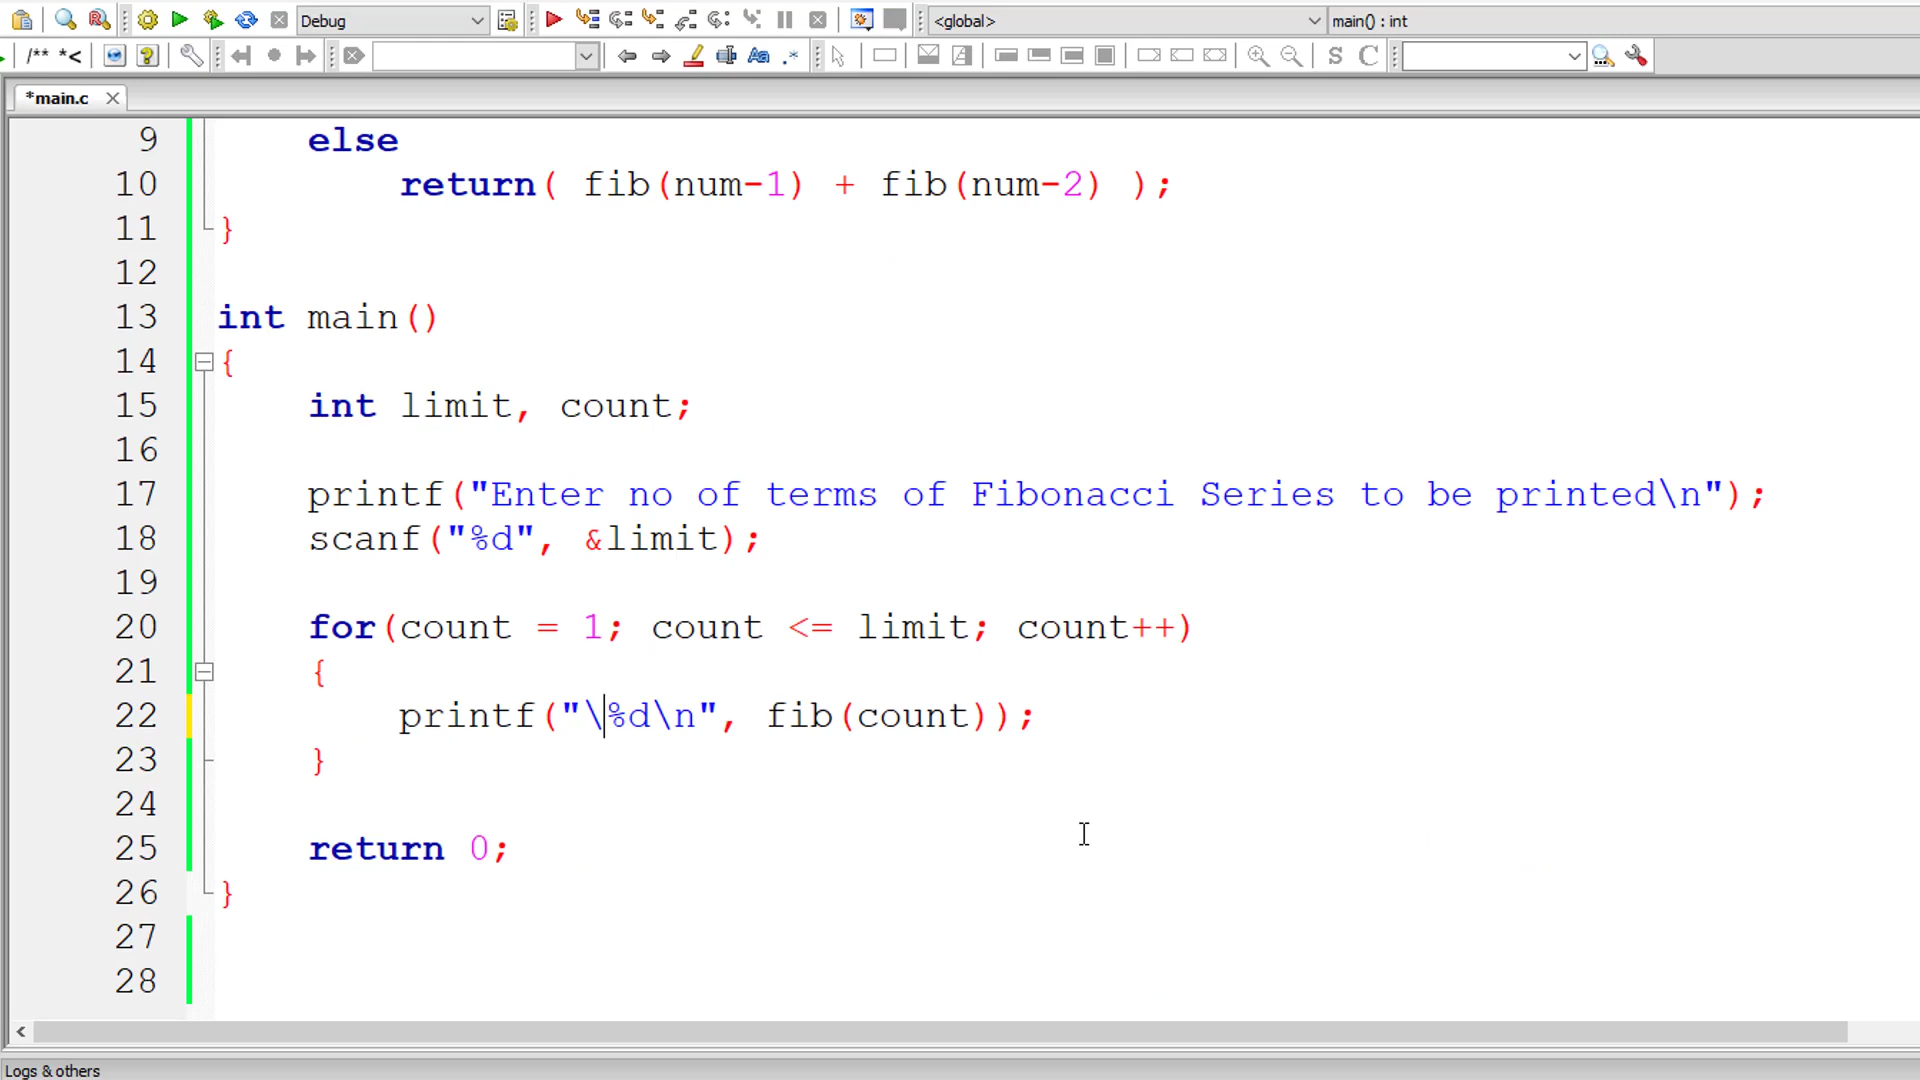 Debug
<global>
main() : int
/** *<
Aa
.*
S
C
*main.c
9 else
10 return( fib(num-1) + fib(num-2) );
11 }
12
13 int main()
14 {
15 int limit, count;
16
17 printf("Enter no of terms of Fibonacci Series to be printed\n");
18 scanf("%d", &limit);
19
20 for(count = 1; count <= limit; count++)
21 {
22 printf("\%d\n", fib(count));
23 }
24
25 return 0;
26 }
27
28
Logs & others